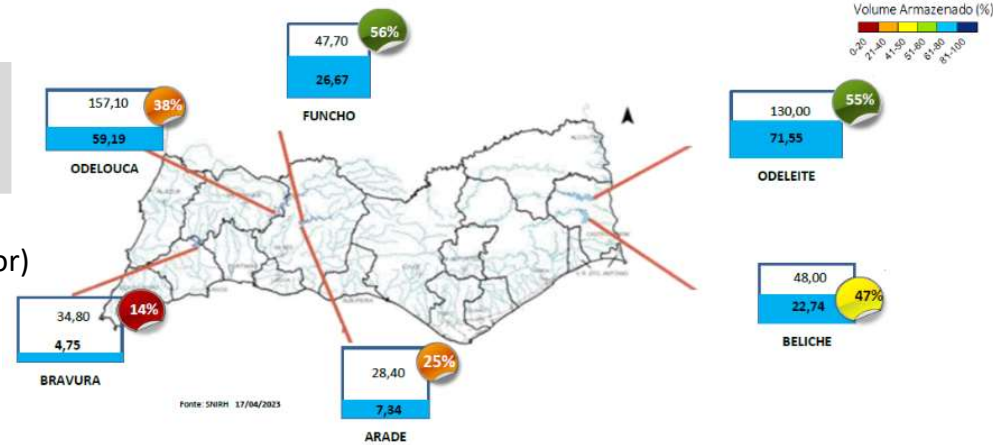 Volume Armazenado (%)
0-20
21-40
41-50
51-60
61-80
81-100
47,70
56%
26,67
FUNCHO
157,10
38%
59,19
ODELOUCA
130,00
55%
71,55
ODELEITE
or)
34,80
14%
4,75
BRAVURA
48,00
47%
22,74
BELICHE
28,40
25%
7,34
ARADE
Fonte: SNIRH 17/04/2023